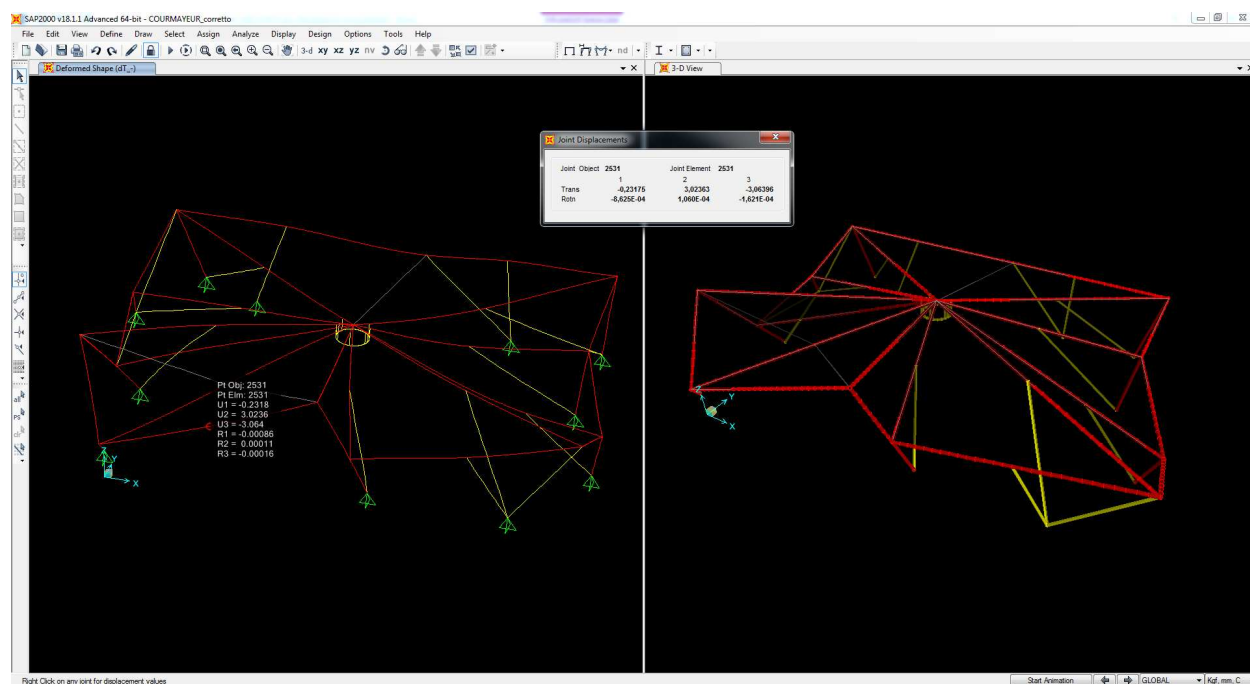 SAP2000 v18.1.1 Advanced 64-bit - COURMAYEUR_corretto
File Edit View Define Draw Select Assign Analyze Display Design Options Tools Help
3-d xy xz yz nv nd
Deformed Shape (dT_-)
3-D View
Joint Displacements
Joint Object 2531 Joint Element 2531
1 2 3
Trans -0,23175 3,02363 -3,06396
Rotn -8,625E-04 1,060E-04 -1,621E-04
Pt Obj: 2531
Pt Elm: 2531
U1 = -0.2318
U2 = 3.0236
U3 = -3.064
R1 = -0.00086
R2 = 0.00011
R3 = -0.00016
Z
Y
X
Z
Y
X
all
PS
clr
Right Click on any joint for displacement values
Start Animation
GLOBAL
Kgf, mm, C